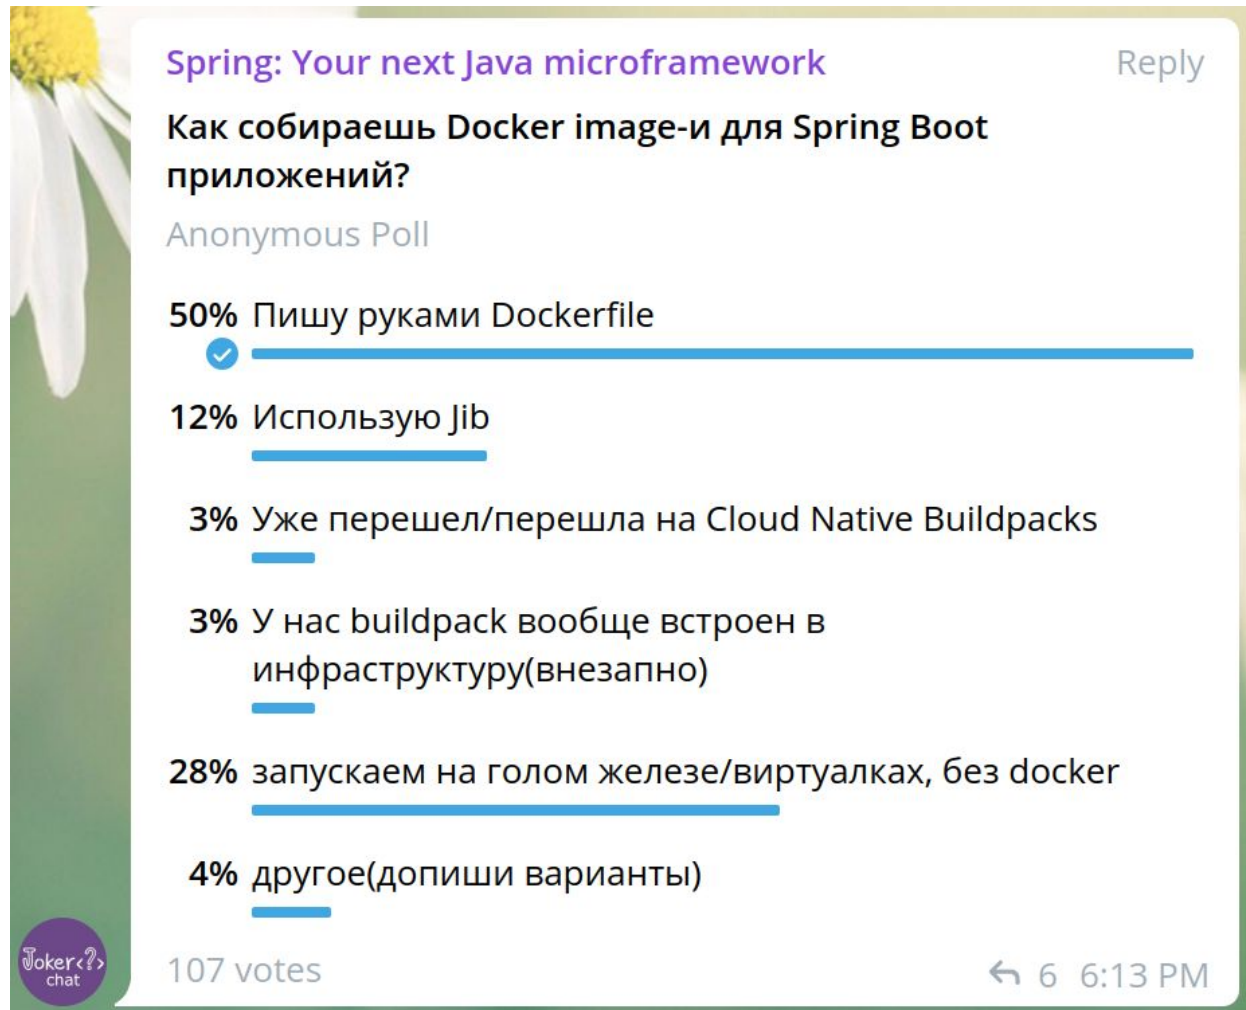 Spring: Your next Java microframework
Reply
Как собираешь Docker image-и для Spring Boot
приложений?
Anonymous Poll
50% Пишу руками Dockerfile
12% Использую Jib
3% Уже перешел/перешла на Cloud Native Buildpacks
3% У нас buildpack вообще встроен в
инфраструктуру(внезапно)
28% запускаем на голом железе/виртуалках, без docker
4% другое(допиши варианты)
Joker<?>
chat
107 votes
6 6:13 PM